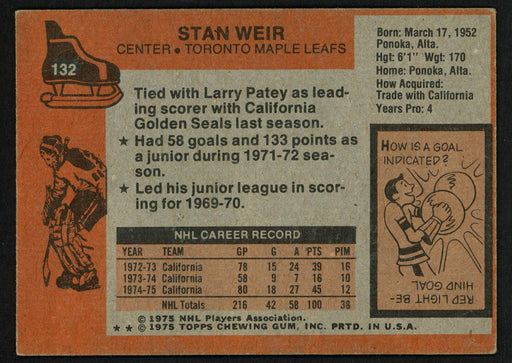 STAN WEIR
CENTER • TORONTO MAPLE LEAFS
132
Tied with Larry Patey as lead-
ing scorer with California
Golden Seals last season.
★ Had 58 goals and 133 points as
a junior during 1971-72 sea-
son.
★ Led his junior league in scor-
ing for 1969-70.
NHL CAREER RECORD
YEAR TEAM GP G A PTS PIM
1972-73 California 78 15 24 39 16
1973-74 California 58 9 7 16 10
1974-75 California 80 18 27 45 12
NHL Totals 216 42 58 100 38
© 1975 NHL Players Association.
★ ★ © 1975 TOPPS CHEWING GUM, INC. PRTD. IN U.S.A.
Born: March 17, 1952
Ponoka, Alta.
Hgt: 6'1" Wgt: 170
Home: Ponoka, Alta.
How Acquired:
Trade with California
Years Pro: 4
HOW IS A GOAL
INDICATED?
RED LIGHT BE-
HIND GOAL